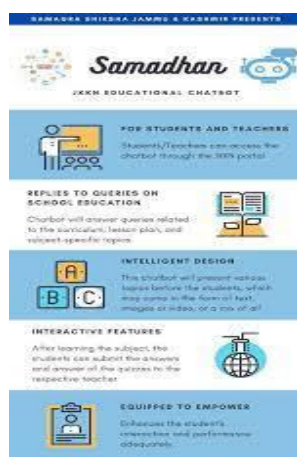 SAMAGRA SHIKSHA JAMMU & KASHMIR PRESENTS
Samadhan
JKKN EDUCATIONAL CHATBOT
FOR STUDENTS AND TEACHERS
Students/Teachers can access the
chatbot through the JKKN portal
REPLIES TO QUERIES ON
SCHOOL EDUCATION
Chatbot will answer queries related
to the curriculum, lesson plan, and
subject-specific topics.
INTELLIGENT DESIGN
This chatbot will present various
topics before the students, which
may come in the form of text,
images or video, or a mix of all
A
B C
INTERACTIVE FEATURES
After learning the subject, the
students can submit the answers
and answer of the quizzes to the
respective teacher
EQUIPPED TO EMPOWER
Enhances the student's
interaction and performance
adequately.